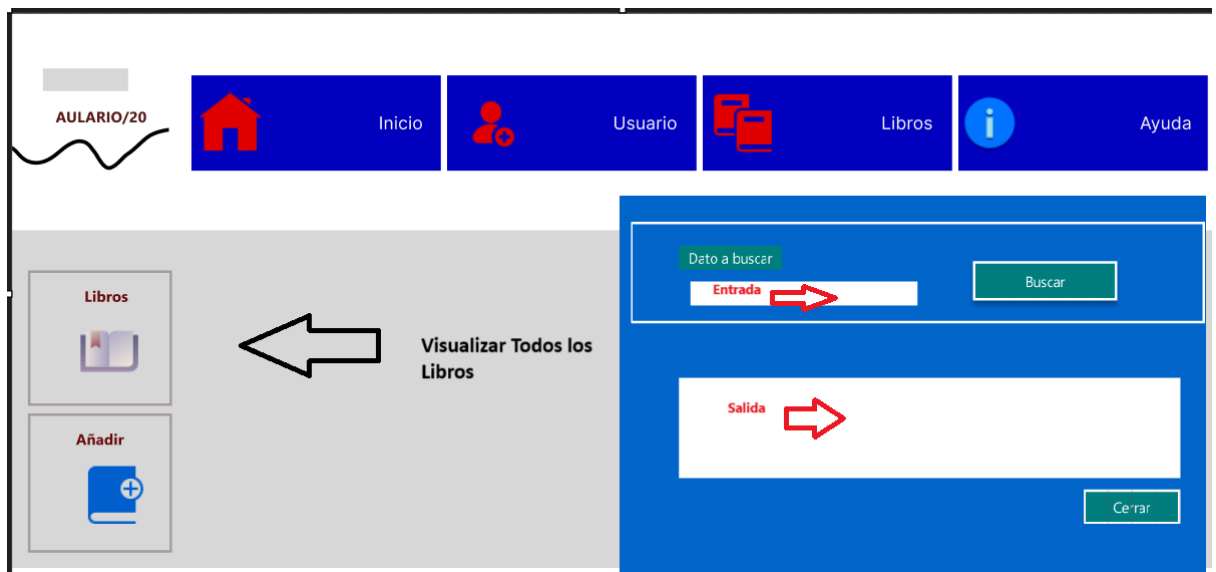 AULARIO/20
Inicio
Usuario
Libros
Ayuda
Dato a buscar
Entrada
Buscar
Libros
Visualizar Todos los
Libros
Salida
Añadir
Cerrar